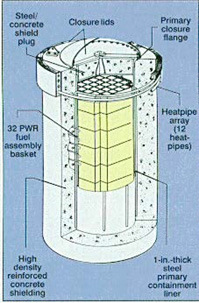 Steel/
concrete
shield
plug
Closure lids
Primary
closure
flange
Heatpipe
array
(12
heat-
pipes)
32 PWR
fuel
assembly
basket
High
density
reinforced
concrete
shielding
1-in.-thick
steel
primary
containment
liner